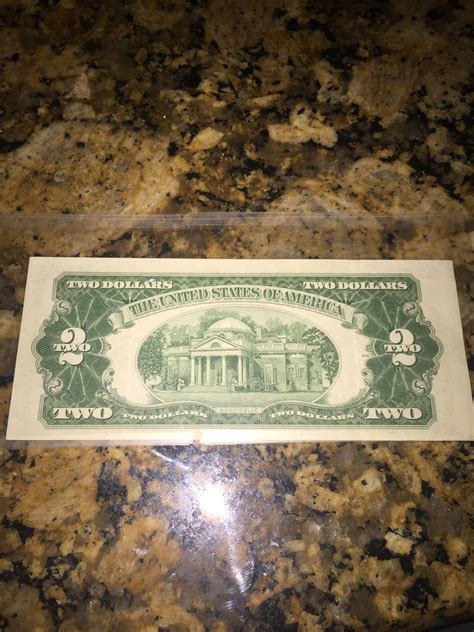 TWO DOLLARS TWO DOLLARS
THE UNITED STATES OF AMERICA
2 2
TWO TWO
MONTICELLO
TWO TWO DOLLARS TWO DOLLARS TWO